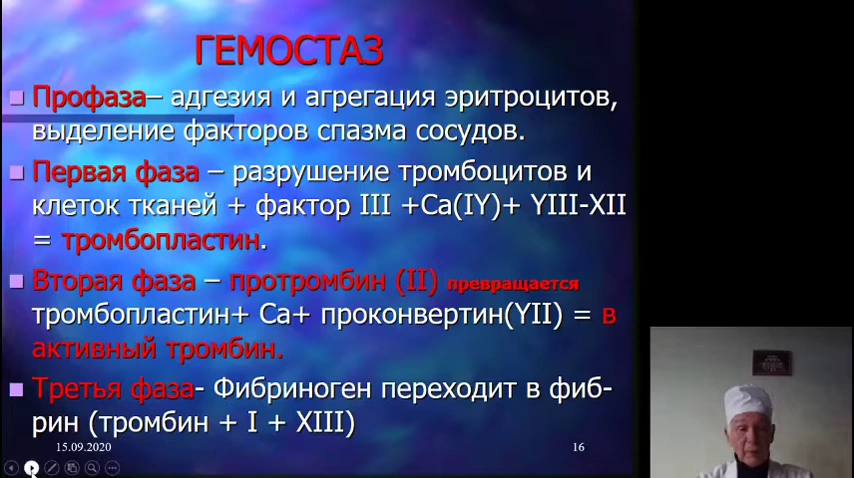 ГЕМОСТАЗ
Профаза– адгезия и агрегация эритроцитов,
выделение факторов спазма сосудов.
Первая фаза – разрушение тромбоцитов и
клеток тканей + фактор III +Ca(IY)+ YIII-XII
= тромбопластин.
Вторая фаза – протромбин (II) превращается
тромбопластин+ Ca+ проконвертин(YII) = в
активный тромбин.
Третья фаза- Фибриноген переходит в фиб-
рин (тромбин + I + XIII)
15.09.2020
16